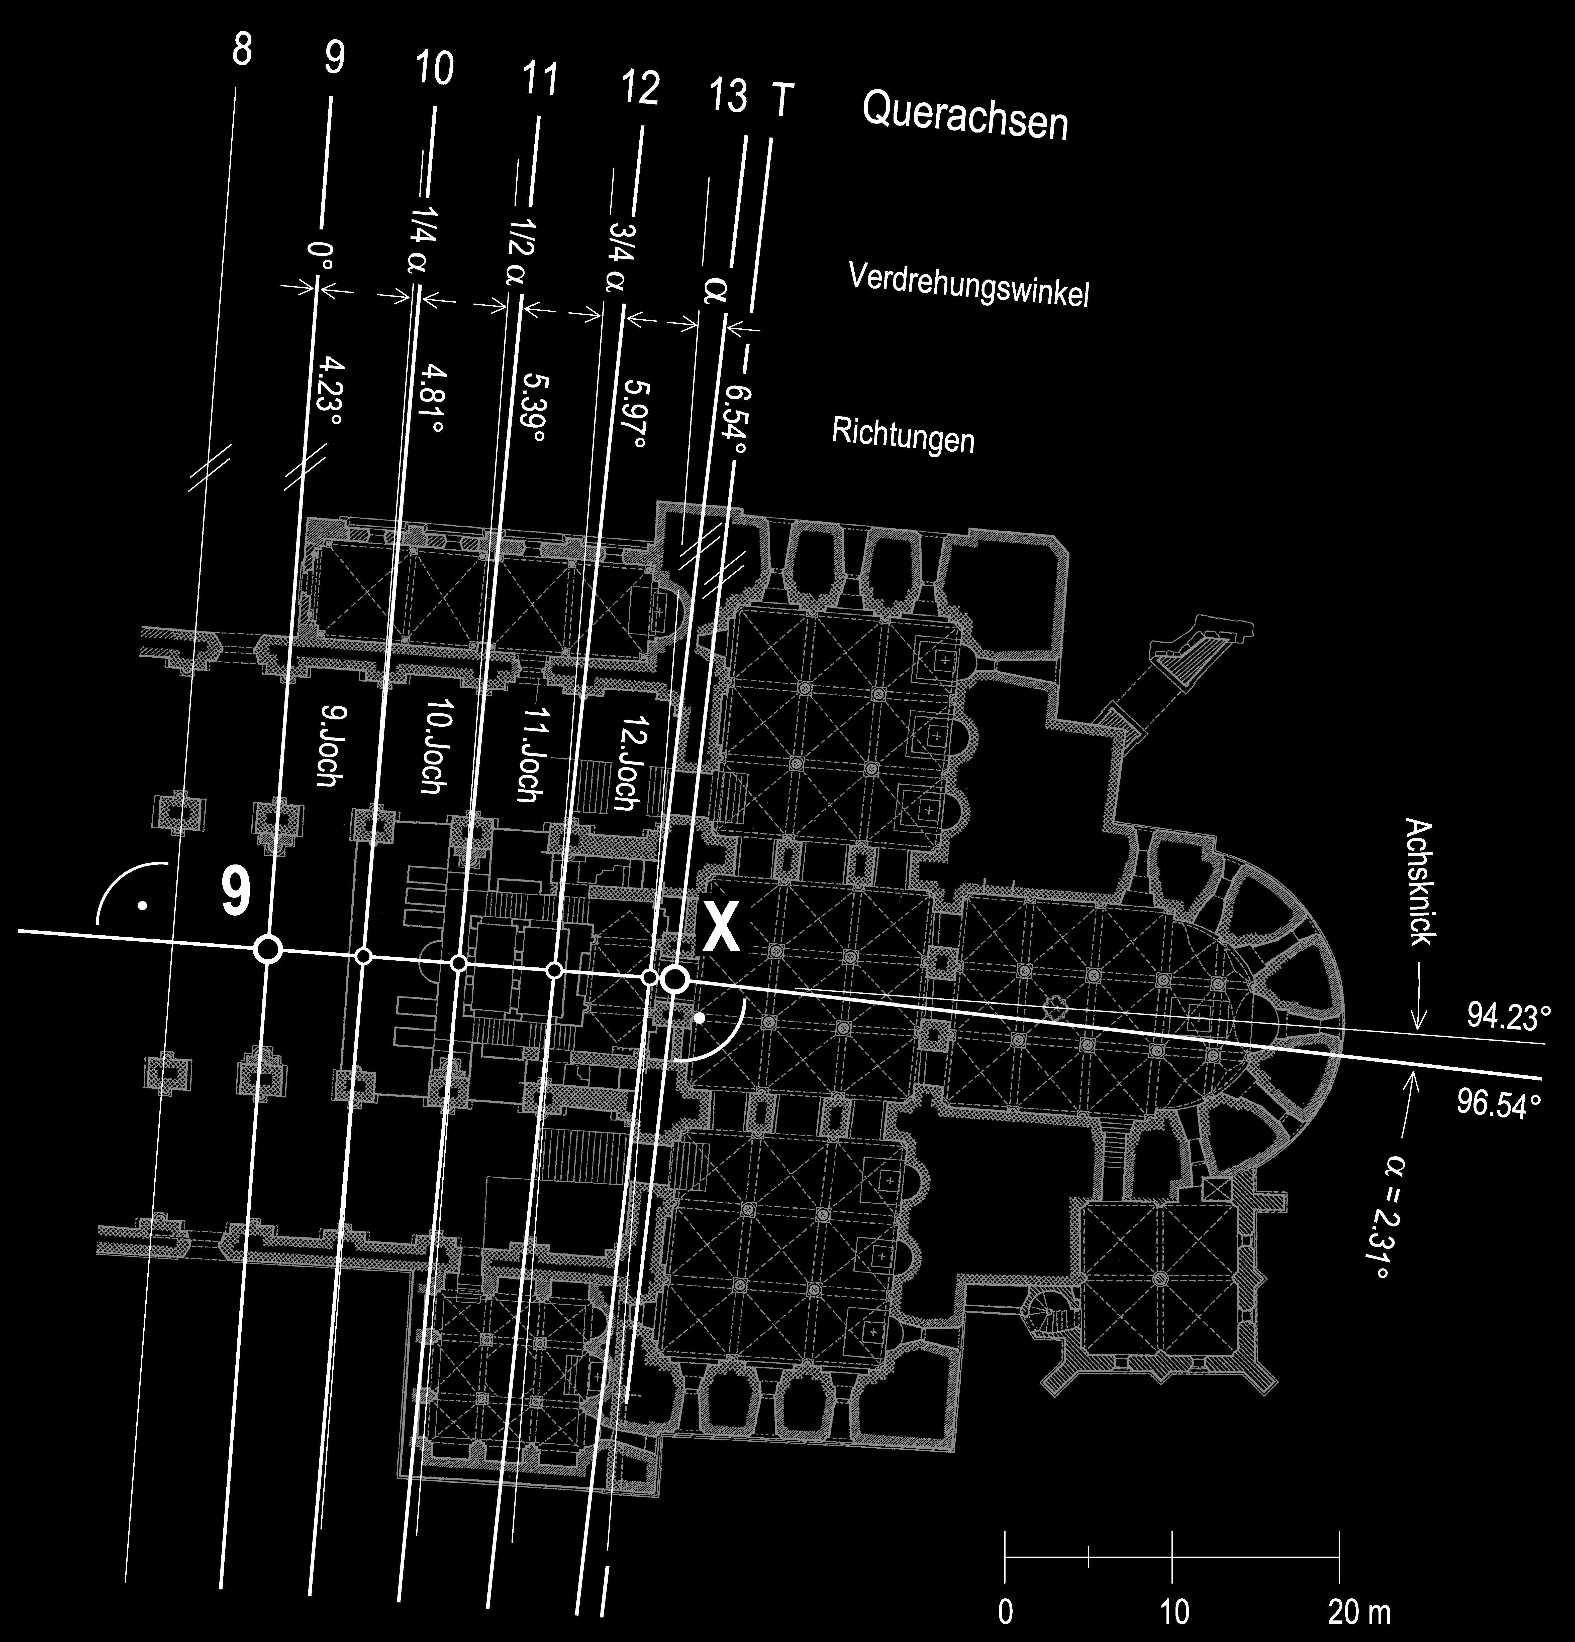 8 9 10 11 12 13 T Querachsen
0° 1/4 α 1/2 α 3/4 α α Verdrehungswinkel
4.23° 4.81° 5.39° 5.97° 6.54° Richtungen
9.Joch 10.Joch 11.Joch 12.Joch
9 X
Achsknick
94.23°
96.54°
α = 2.31°
0 10 20 m